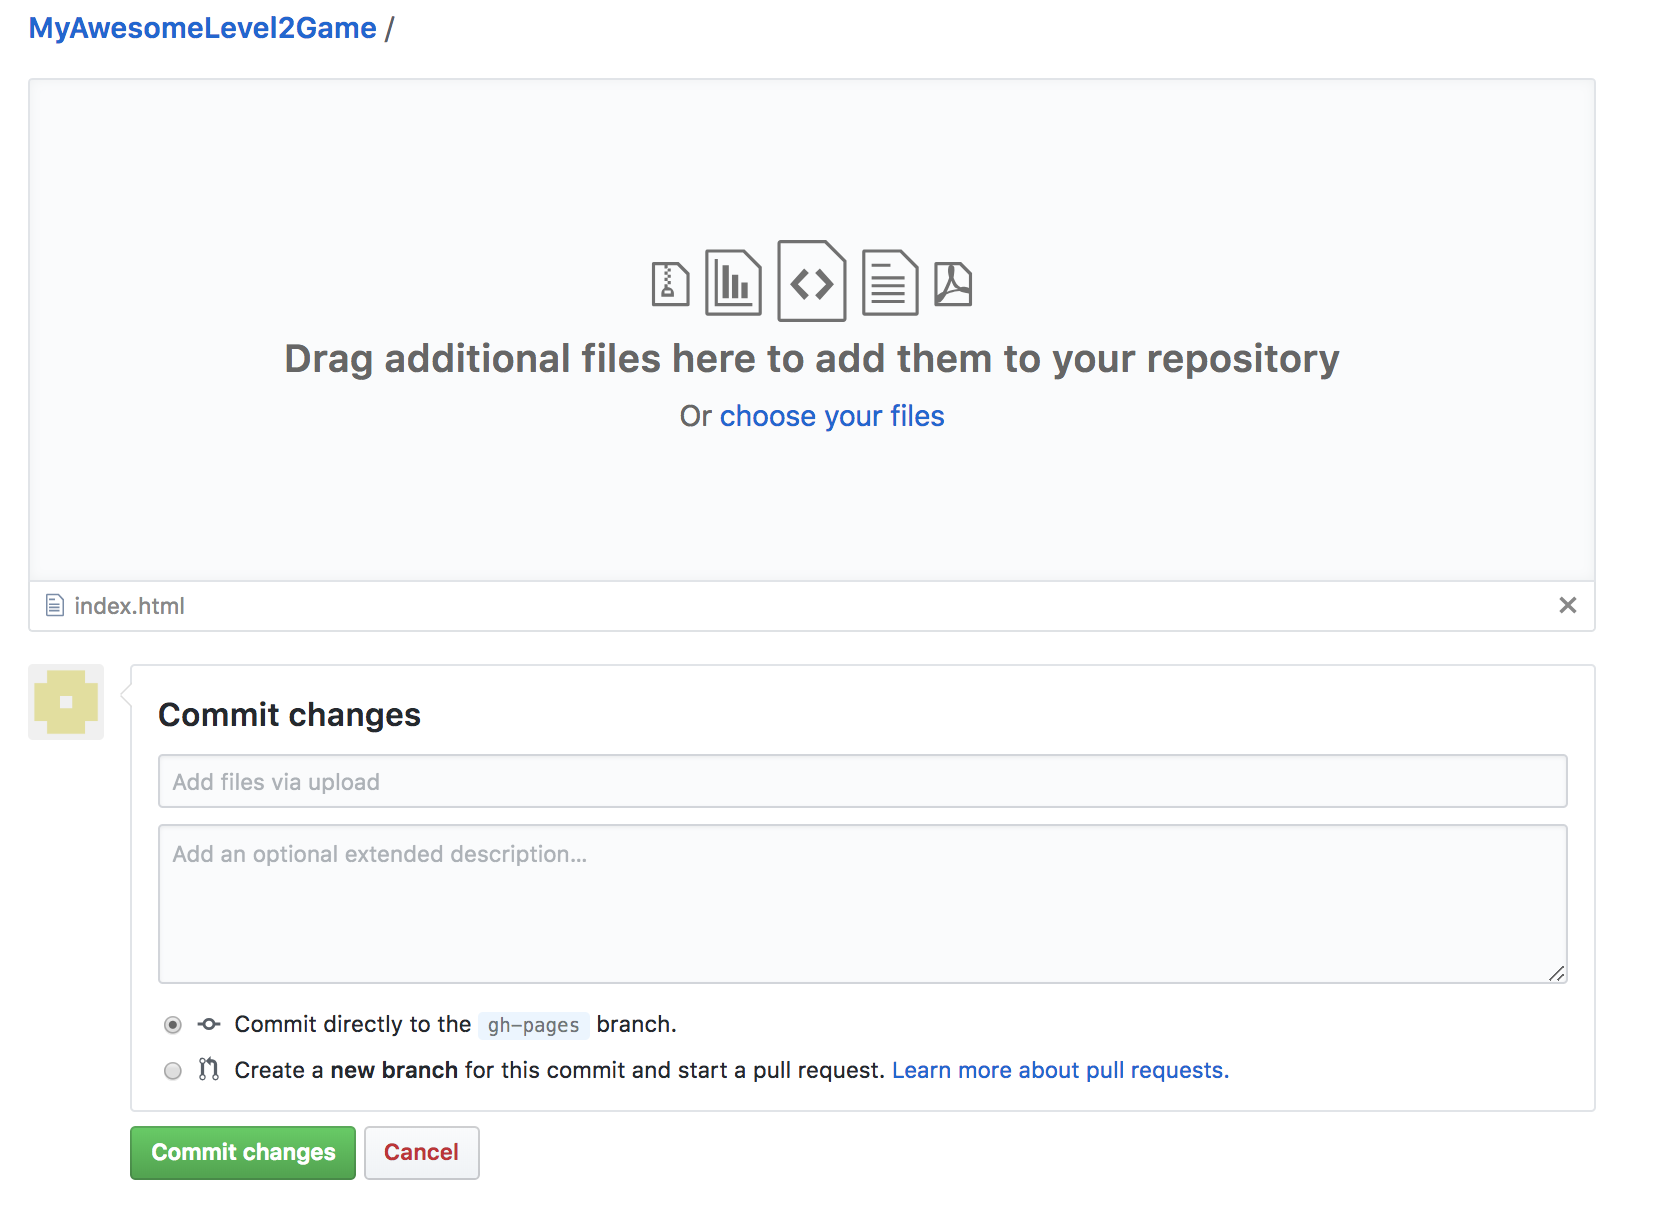 MyAwesomeLevel2Game /
Drag additional files here to add them to your repository
Or choose your files
index.html
Commit changes
Add files via upload
Add an optional extended description...
Commit directly to the gh-pages branch.
Create a new branch for this commit and start a pull request. Learn more about pull requests.
Commit changes Cancel